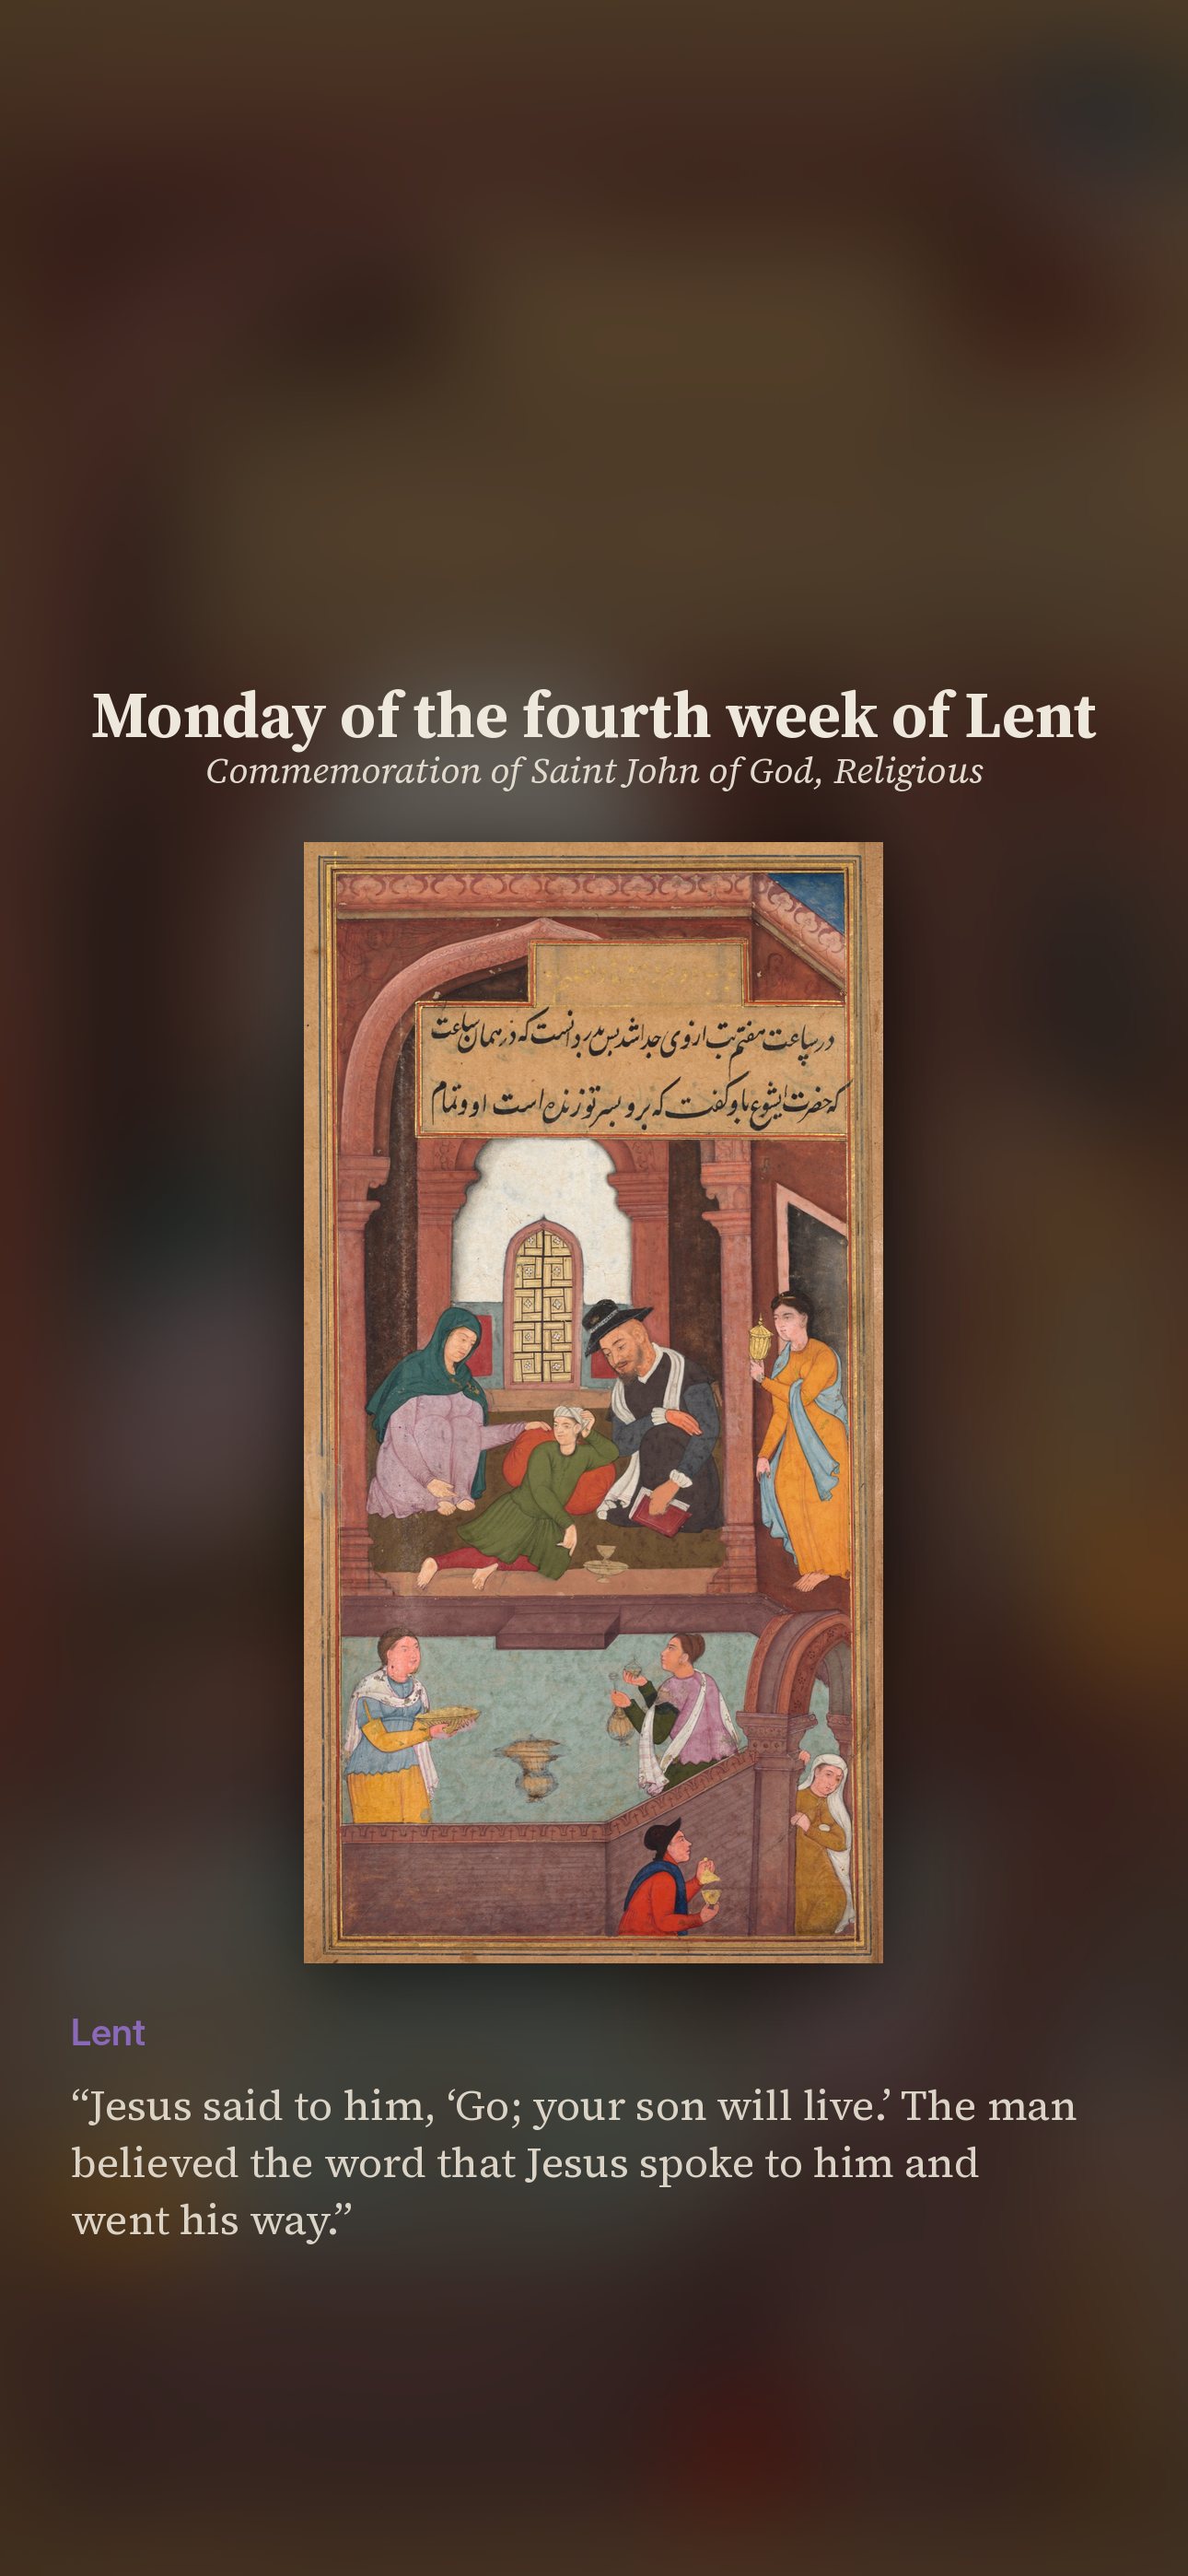 Monday of the fourth week of Lent
Commemoration of Saint John of God, Religious
در ساعت هفتم تب از وی جدا شد پس پدر دانست که در همان ساعت
که حضرت ایشوع باو گفت که برو پسر تو زنده است او و تمام
Lent
“Jesus said to him, ‘Go; your son will live.’ The man
believed the word that Jesus spoke to him and
went his way.”